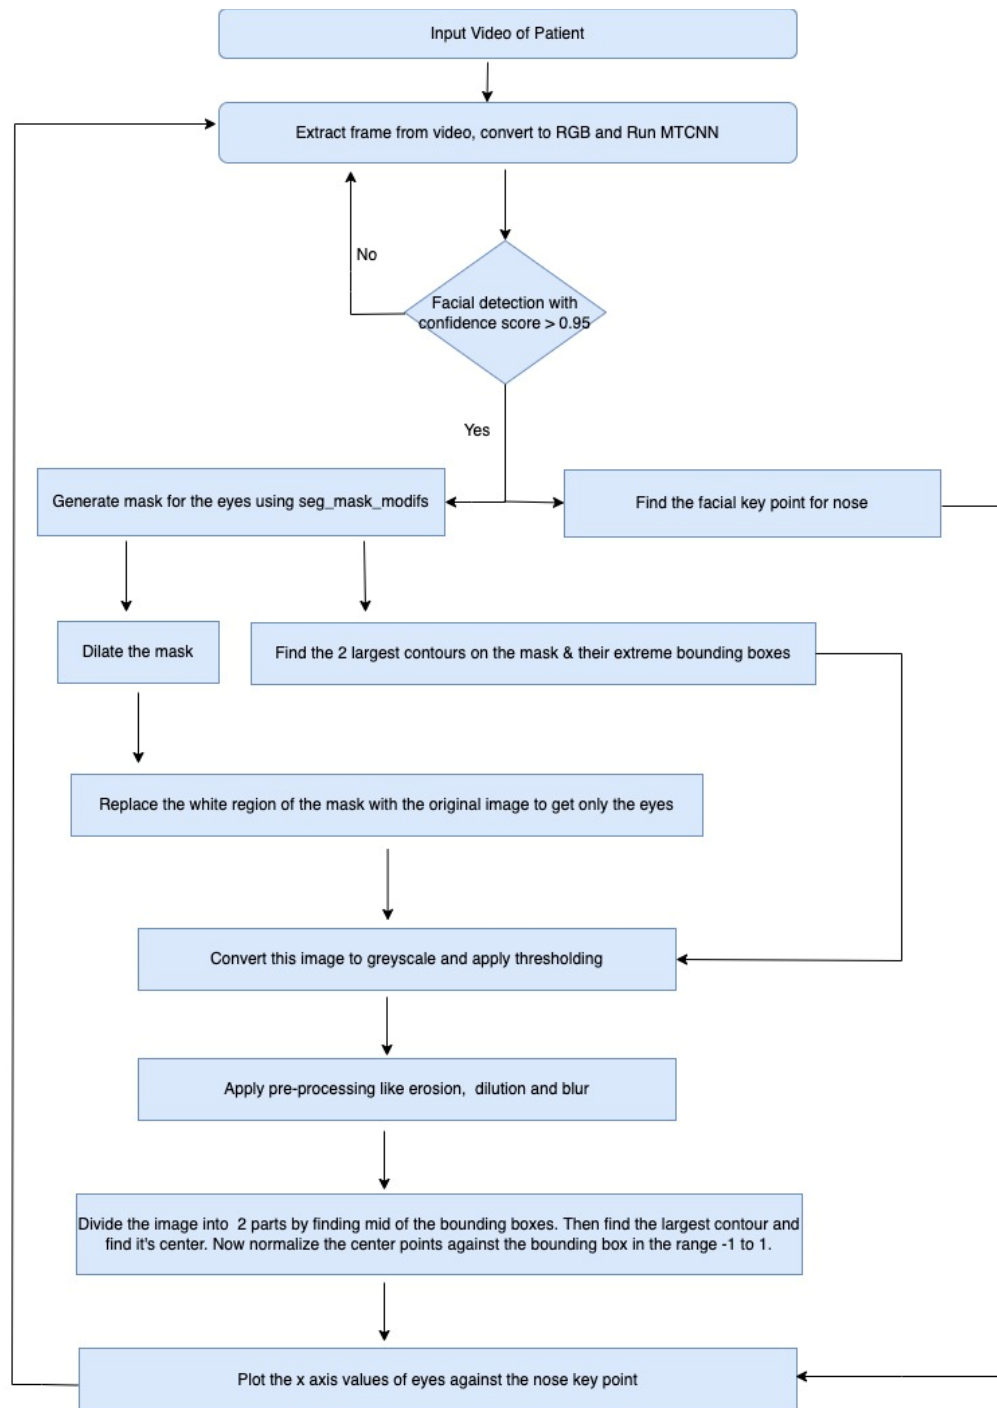 Input Video of Patient
Extract frame from video, convert to RGB and Run MTCNN
No
Facial detection with
confidence score > 0.95
Yes
Generate mask for the eyes using seg_mask_modifs
Find the facial key point for nose
Dilate the mask
Find the 2 largest contours on the mask & their extreme bounding boxes
Replace the white region of the mask with the original image to get only the eyes
Convert this image to greyscale and apply thresholding
Apply pre-processing like erosion, dilution and blur
Divide the image into 2 parts by finding mid of the bounding boxes. Then find the largest contour and
find it's center. Now normalize the center points against the bounding box in the range -1 to 1.
Plot the x axis values of eyes against the nose key point